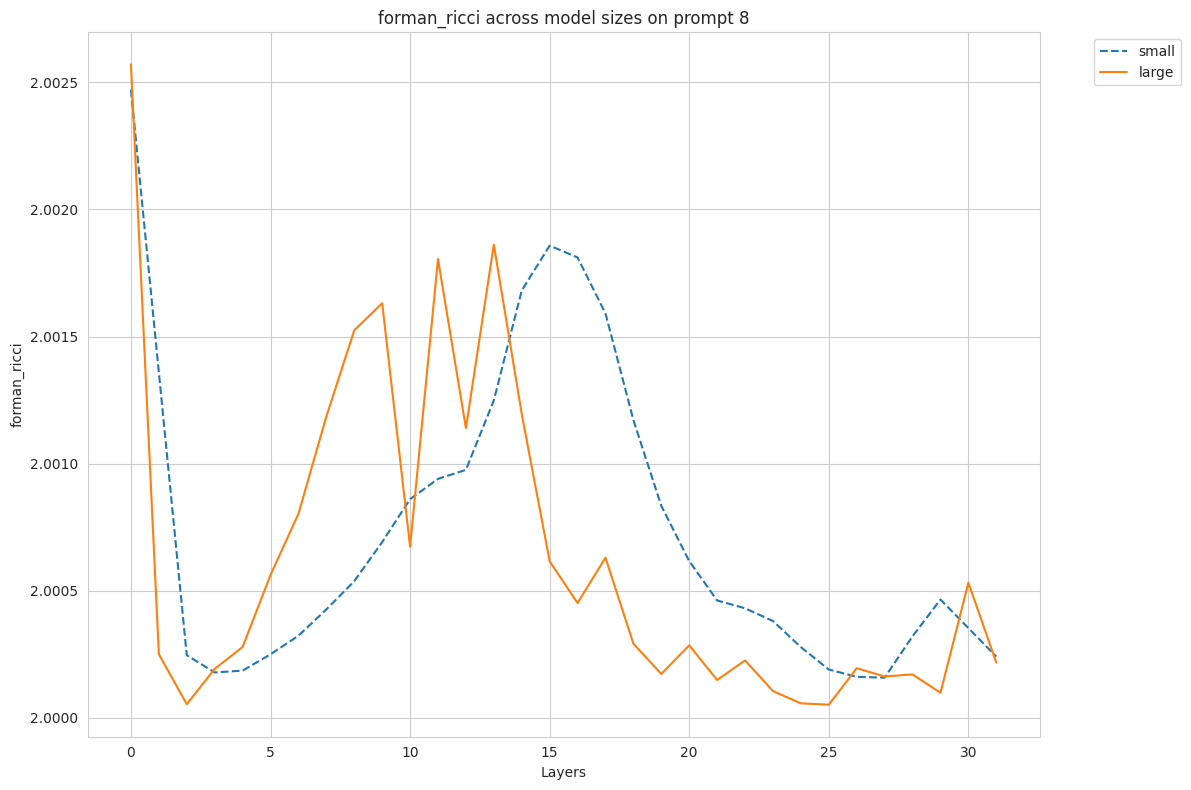 forman_ricci across model sizes on prompt 8
small
large
2.0025
2.0020
2.0015
2.0010
2.0005
2.0000
forman_ricci
0 5 10 15 20 25 30
Layers